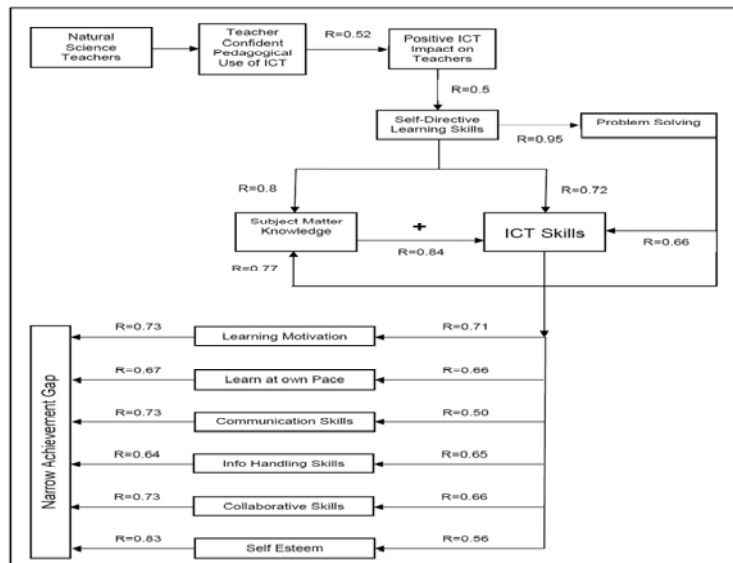 Natural
Science
Teachers
Teacher
Confident
Pedagogical
Use of ICT
R=0.52
Positive ICT
Impact on
Teachers
R=0.5
Self-Directive
Learning Skills
R=0.95
Problem Solving
R=0.8
R=0.72
Subject Matter
Knowledge
+
R=0.84
ICT Skills
R=0.66
R=0.77
Narrow Achievement Gap
R=0.73
Learning Motivation
R=0.71
R=0.67
Learn at own Pace
R=0.66
R=0.73
Communication Skills
R=0.50
R=0.64
Info Handling Skills
R=0.65
R=0.73
Collaborative Skills
R=0.66
R=0.83
Self Esteem
R=0.56